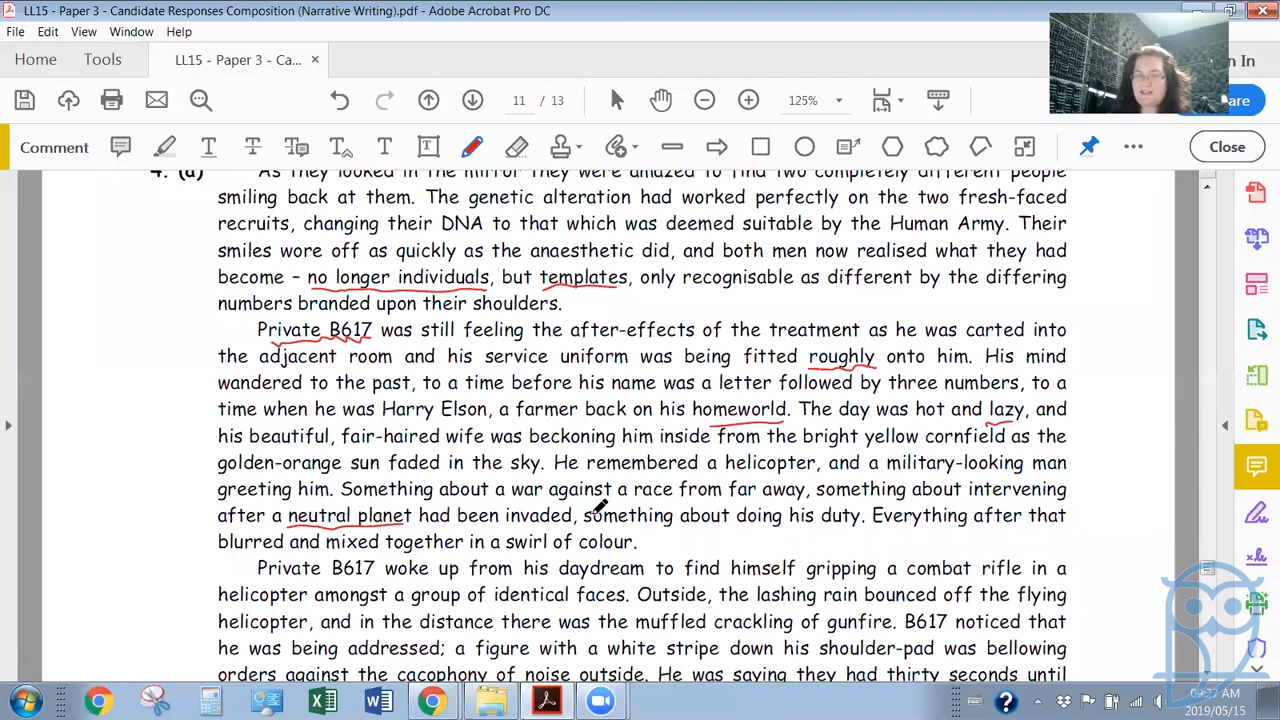 LL15 - Paper 3 - Candidate Responses Composition (Narrative Writing).pdf - Adobe Acrobat Pro DC
File Edit View Window Help
Home Tools LL15 - Paper 3 - Ca... × In
11 / 13 125% are
Comment Close
4. (a) As they looked in the mirror they were amazed to find two completely different people
smiling back at them. The genetic alteration had worked perfectly on the two fresh-faced
recruits, changing their DNA to that which was deemed suitable by the Human Army. Their
smiles wore off as quickly as the anaesthetic did, and both men now realised what they had
become – no longer individuals, but templates, only recognisable as different by the differing
numbers branded upon their shoulders.
Private B617 was still feeling the after-effects of the treatment as he was carted into
the adjacent room and his service uniform was being fitted roughly onto him. His mind
wandered to the past, to a time before his name was a letter followed by three numbers, to a
time when he was Harry Elson, a farmer back on his homeworld. The day was hot and lazy, and
his beautiful, fair-haired wife was beckoning him inside from the bright yellow cornfield as the
golden-orange sun faded in the sky. He remembered a helicopter, and a military-looking man
greeting him. Something about a war against a race from far away, something about intervening
after a neutral planet had been invaded, something about doing his duty. Everything after that
blurred and mixed together in a swirl of colour.
Private B617 woke up from his daydream to find himself gripping a combat rifle in a
helicopter amongst a group of identical faces. Outside, the lashing rain bounced off the flying
helicopter, and in the distance there was the muffled crackling of gunfire. B617 noticed that
he was being addressed; a figure with a white stripe down his shoulder-pad was bellowing
orders against the cacophony of noise outside. He was saying they had thirty seconds until
09:27 AM
2019/05/15